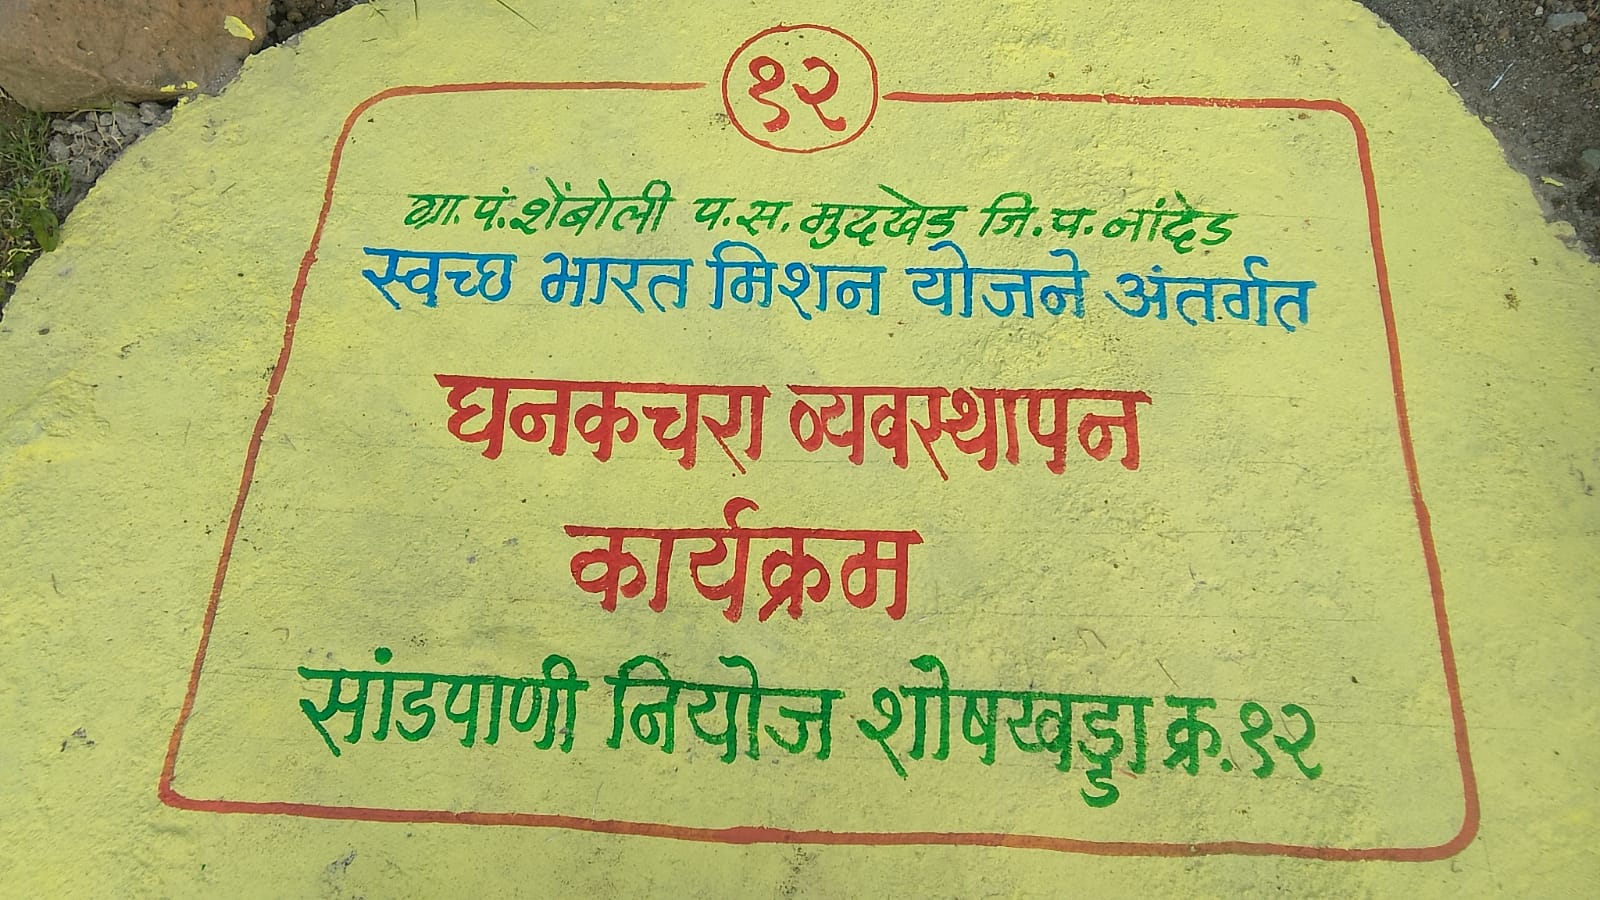 १२
ग्रा.पं.शेंबोली प.स.मुदखेड जि.प.नांदेड
स्वच्छ भारत मिशन योजने अंतर्गत
घनकचरा व्यवस्थापन
कार्यक्रम
सांडपाणी नियोज शोषखड्डा क्र.१२